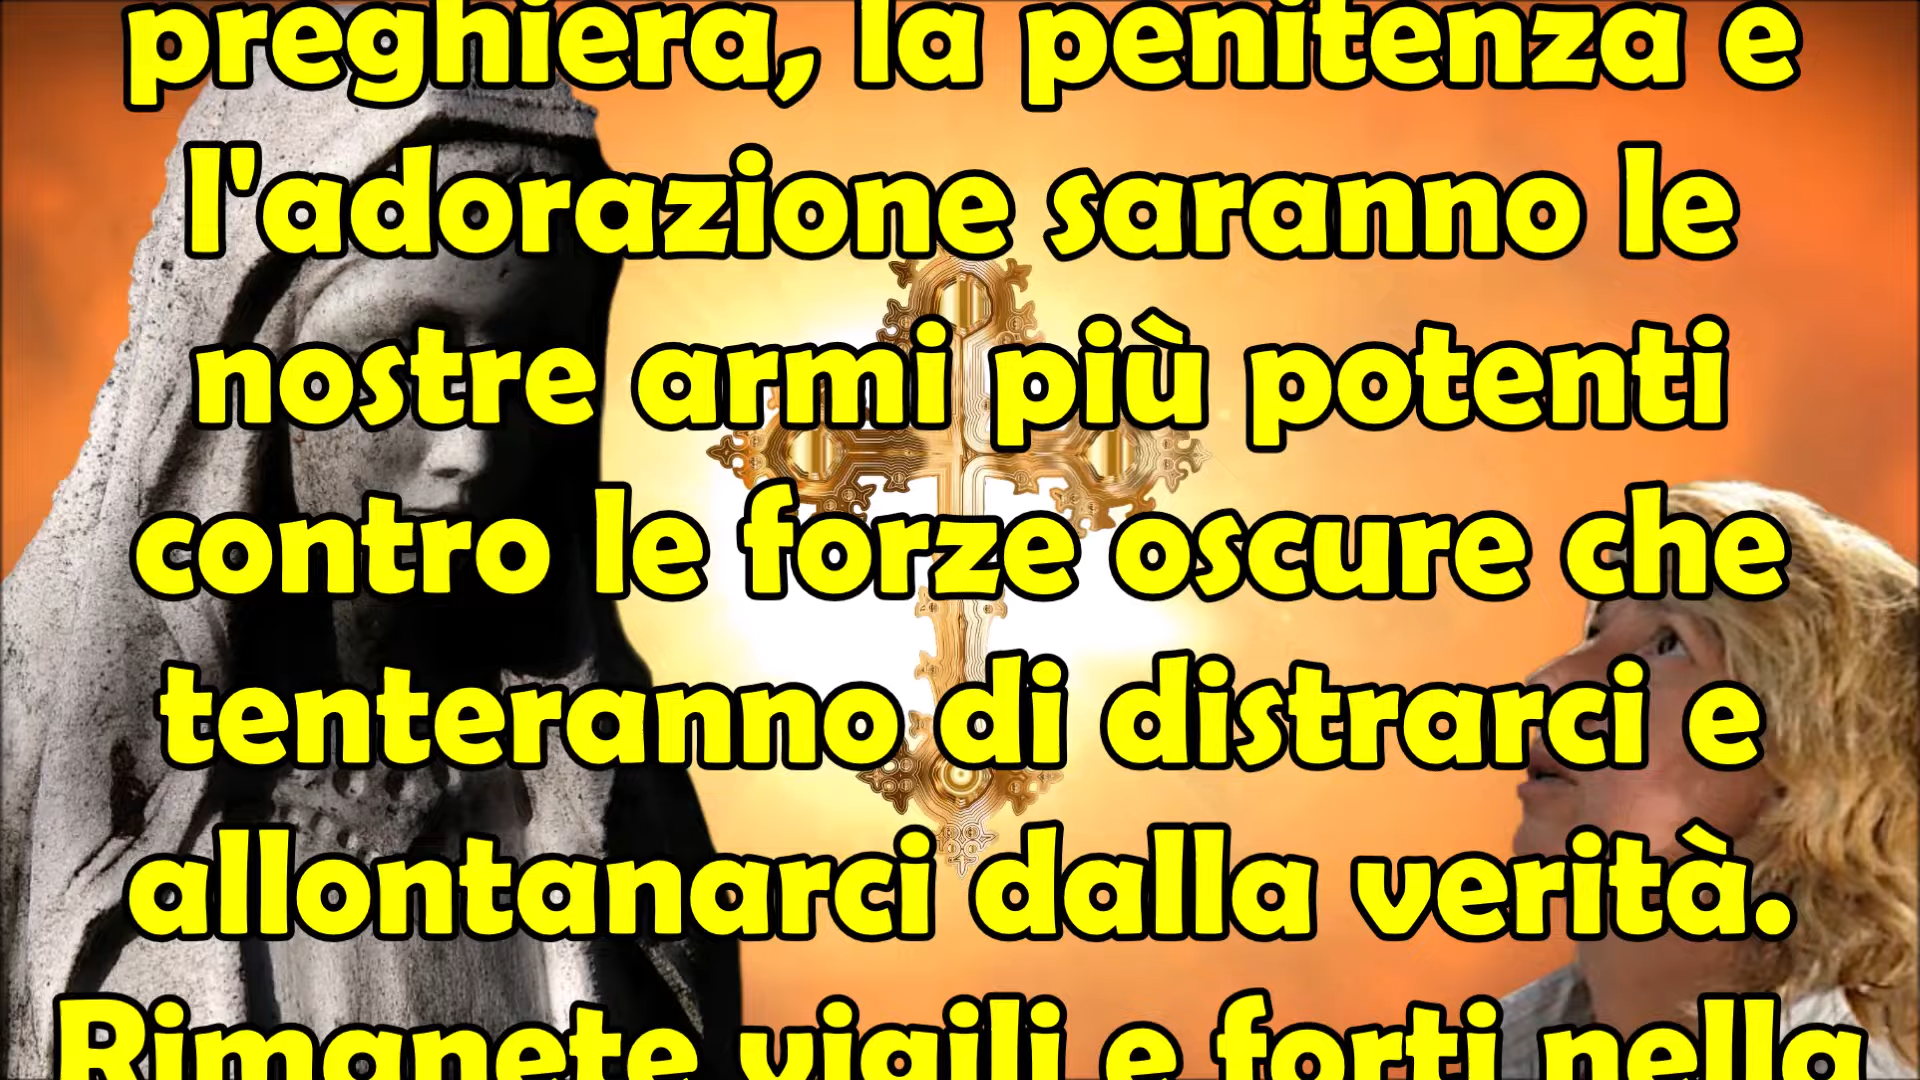 preghiera, la penitenza e
l'adorazione saranno le
nostre armi più potenti
contro le forze oscure che
tenteranno di distrarci e
allontanarci dalla verità.
Rimanete vigili e forti nella